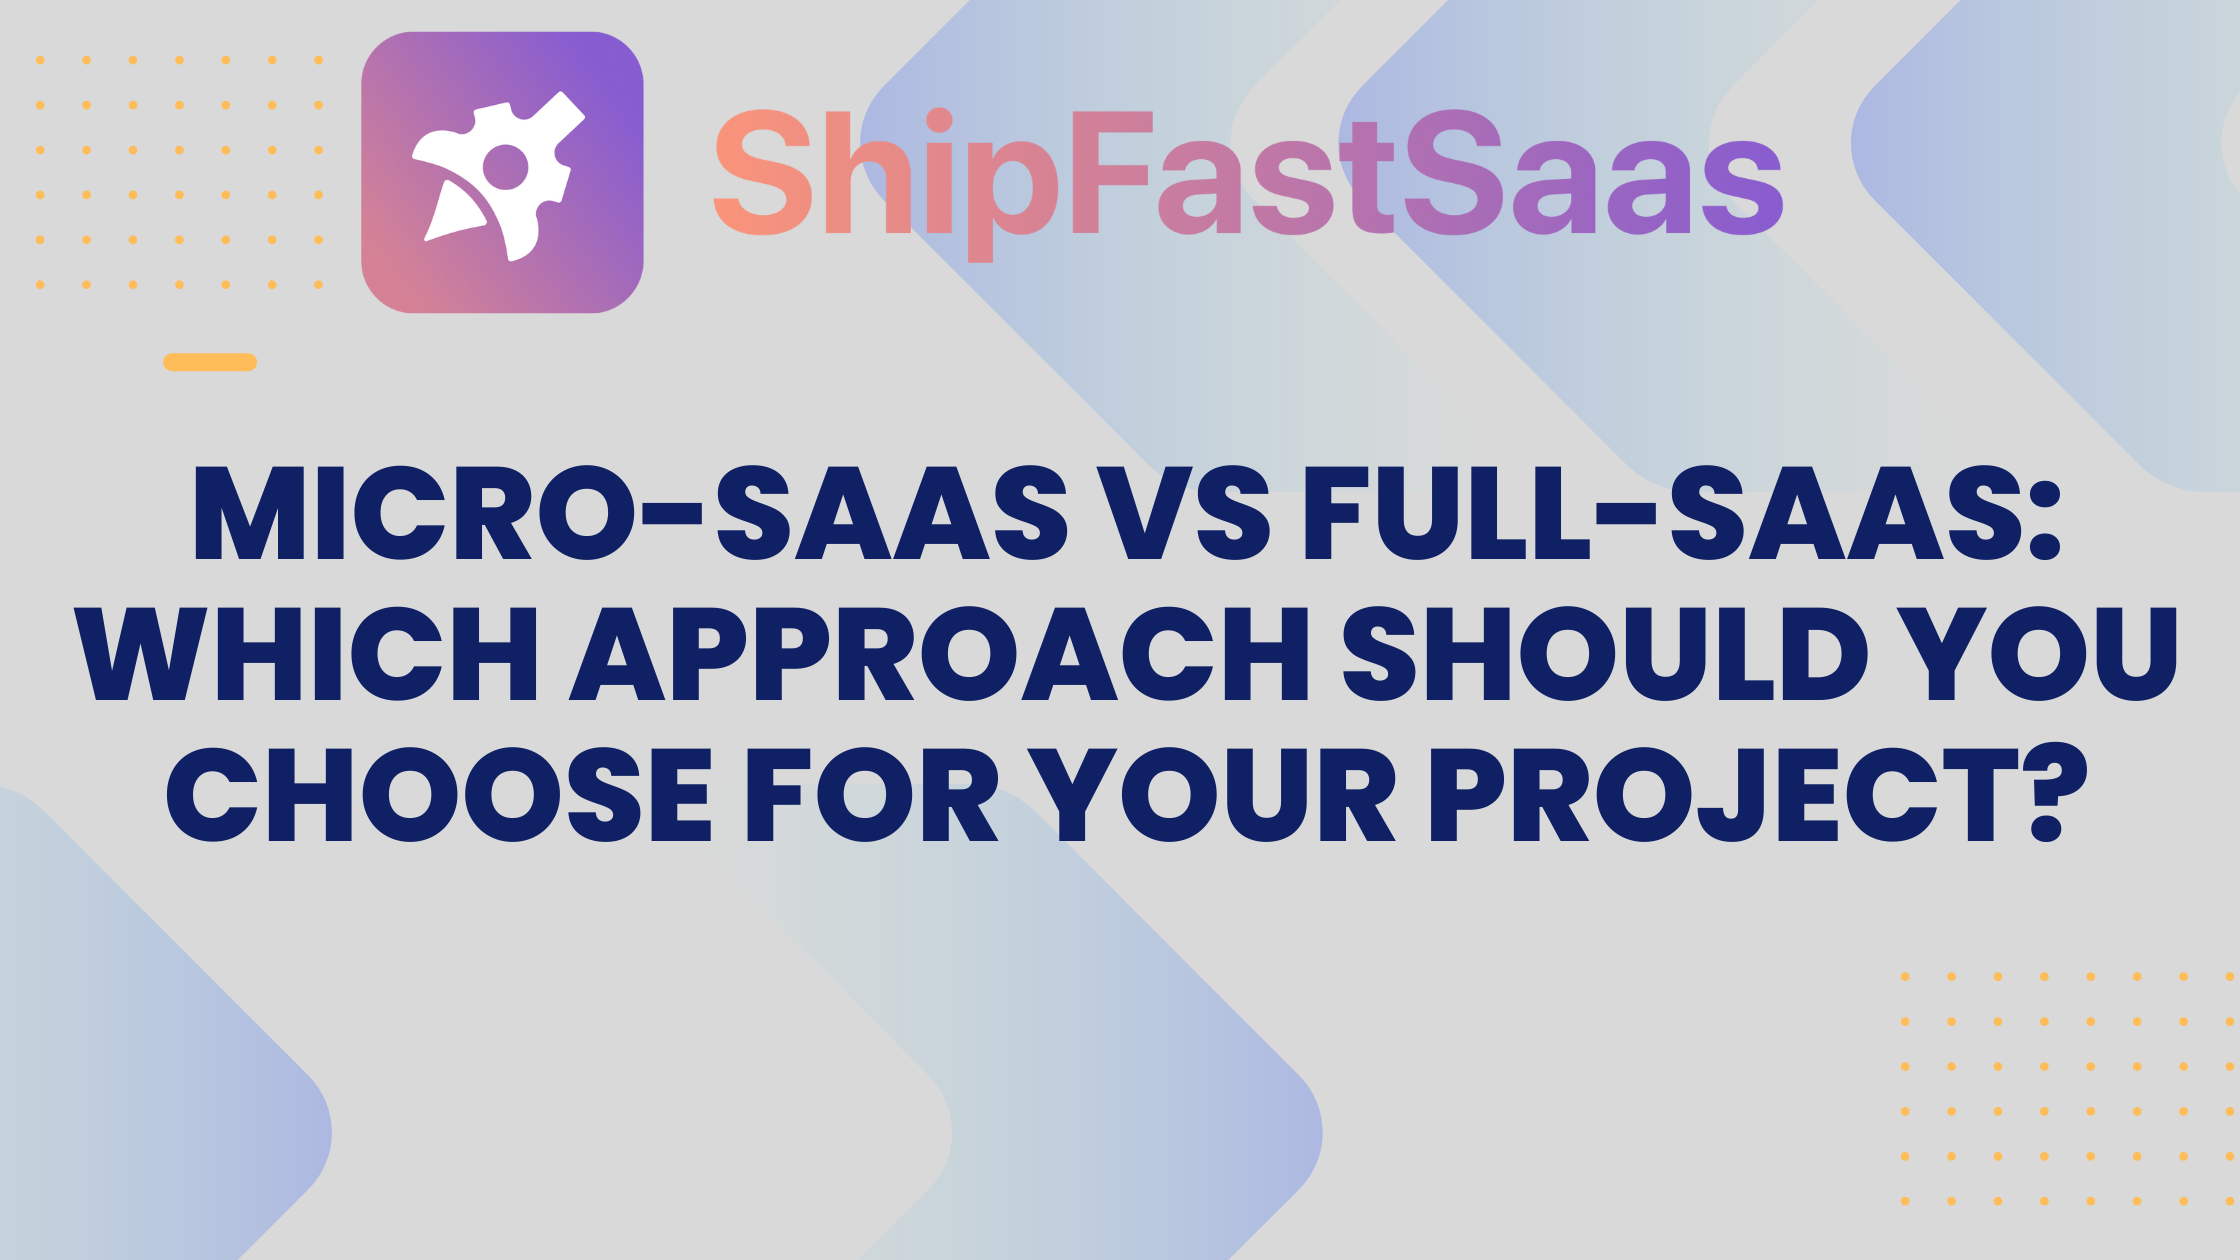 ShipFastSaas
MICRO-SAAS VS FULL-SAAS:
WHICH APPROACH SHOULD YOU
CHOOSE FOR YOUR PROJECT?